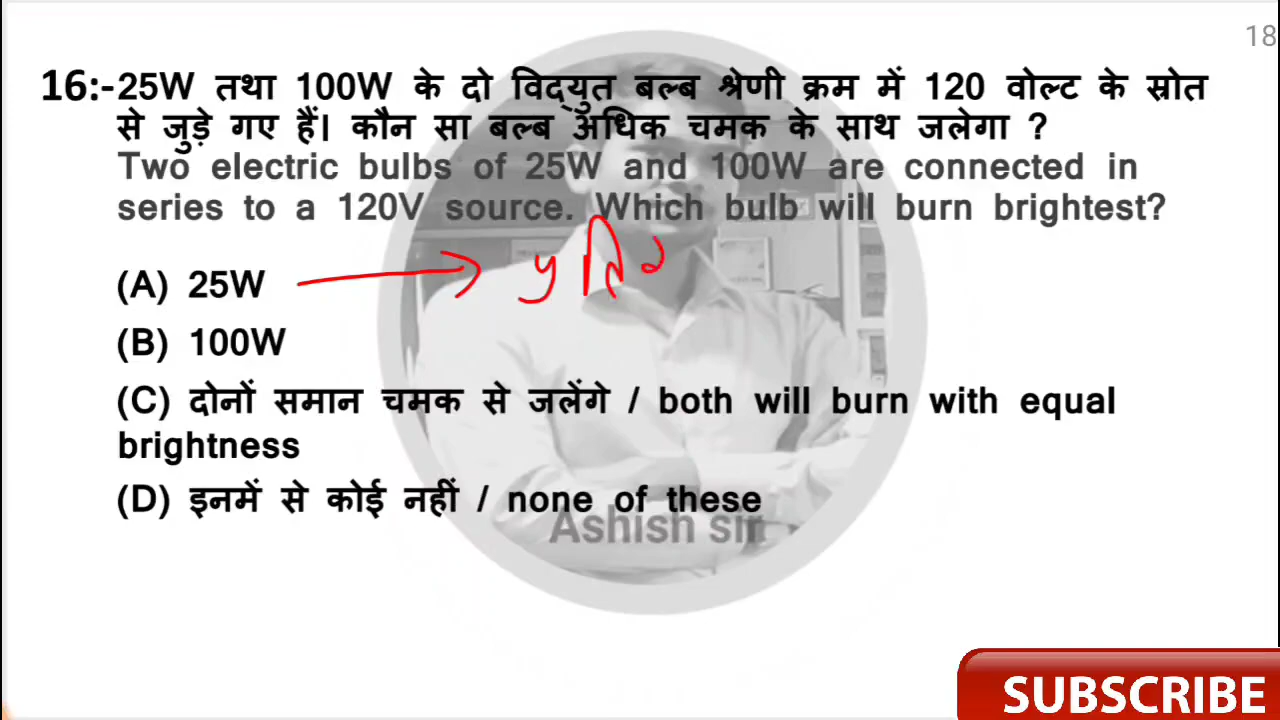 18
16:-25W तथा 100W के दो विद्युत बल्ब श्रेणी क्रम में 120 वोल्ट के स्रोत
से जुड़े गए हैं। कौन सा बल्ब अधिक चमक के साथ जलेगा ?
Two electric bulbs of 25W and 100W are connected in
series to a 120V source. Which bulb will burn brightest?
(A) 25W
(B) 100W
(C) दोनों समान चमक से जलेंगे / both will burn with equal
brightness
(D) इनमें से कोई नहीं / none of these
Ashish sir
SUBSCRIBE